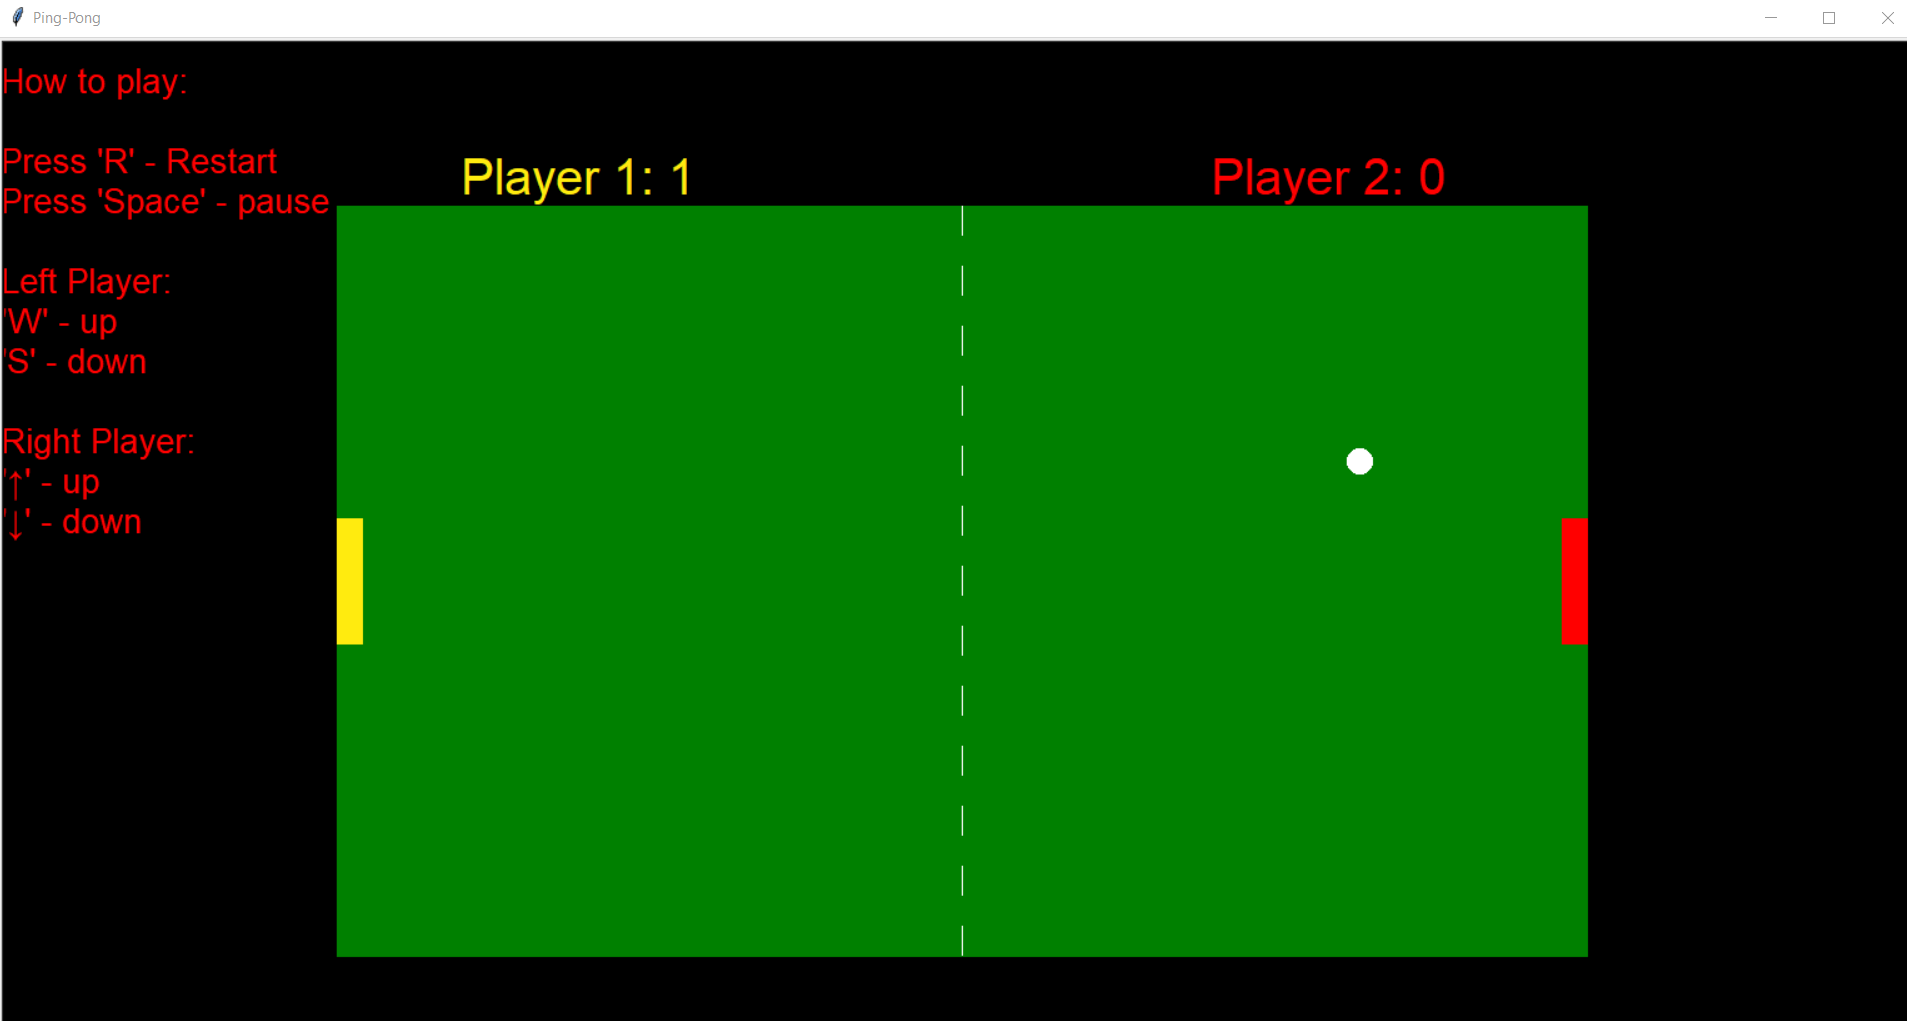 Ping-Pong
How to play:
Press 'R' - Restart
Press 'Space' - pause
Left Player:
'W' - up
'S' - down
Right Player:
'↑' - up
'↓' - down
Player 1: 1
Player 2: 0